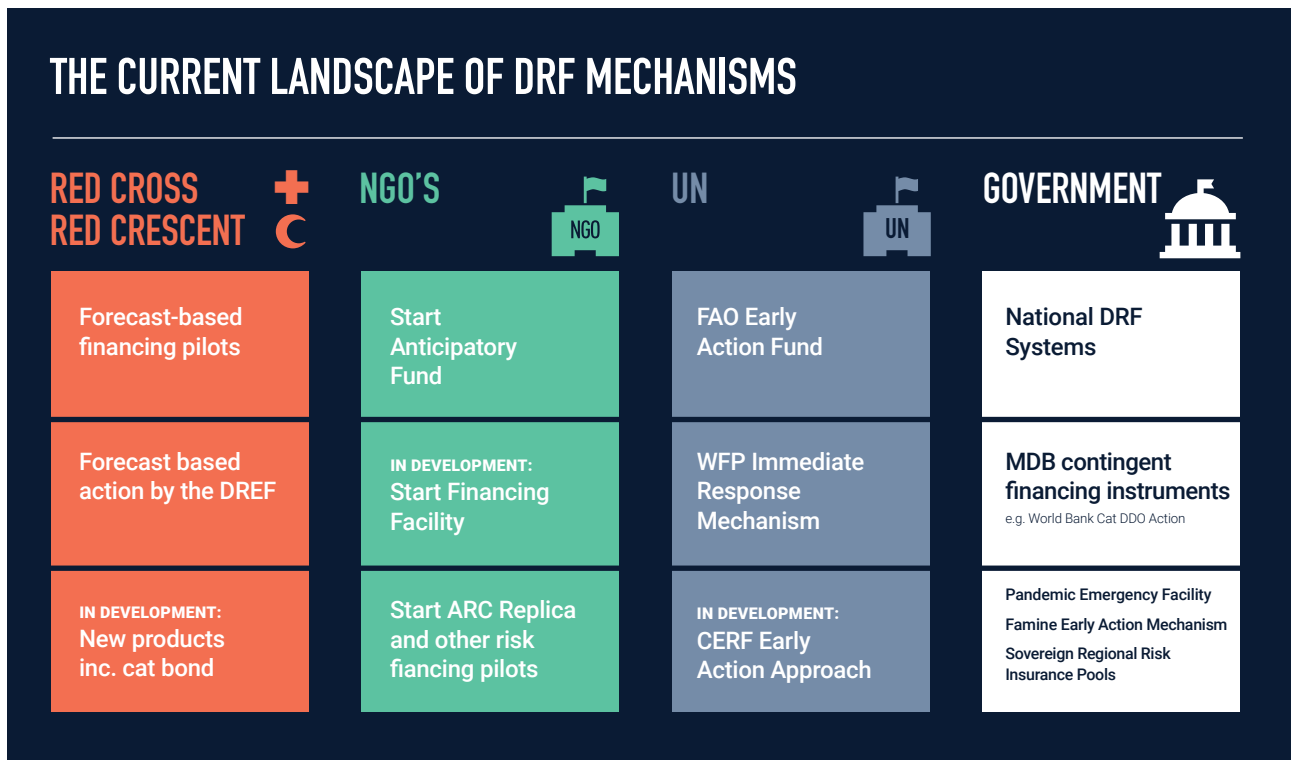 THE CURRENT LANDSCAPE OF DRF MECHANISMS
RED CROSS
RED CRESCENT
Forecast-based
financing pilots
Forecast based
action by the DREF
IN DEVELOPMENT:
New products
inc. cat bond
NGO'S
NGO
Start
Anticipatory
Fund
IN DEVELOPMENT:
Start Financing
Facility
Start ARC Replica
and other risk
fiancing pilots
UN
UN
FAO Early
Action Fund
WFP Immediate
Response
Mechanism
IN DEVELOPMENT:
CERF Early
Action Approach
GOVERNMENT
National DRF
Systems
MDB contingent
financing instruments
e.g. World Bank Cat DDO Action
Pandemic Emergency Facility
Famine Early Action Mechanism
Sovereign Regional Risk
Insurance Pools